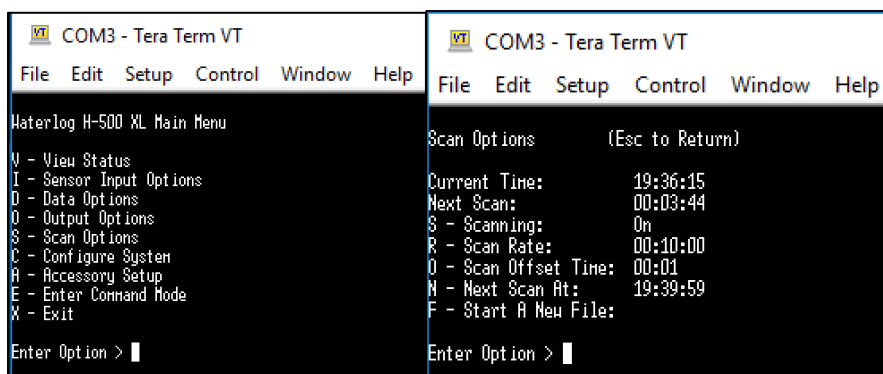 COM3 - Tera Term VT
File Edit Setup Control Window Help
Waterlog H-500 XL Main Menu
V - View Status
I - Sensor Input Options
D - Data Options
O - Output Options
S - Scan Options
C - Configure System
A - Accessory Setup
E - Enter Command Mode
X - Exit
Enter Option >
COM3 - Tera Term VT
File Edit Setup Control Window Help
Scan Options (Esc to Return)
Current Time: 19:36:15
Next Scan: 00:03:44
S - Scanning: On
R - Scan Rate: 00:10:00
O - Scan Offset Time: 00:01
N - Next Scan At: 19:39:59
F - Start A New File:
Enter Option >